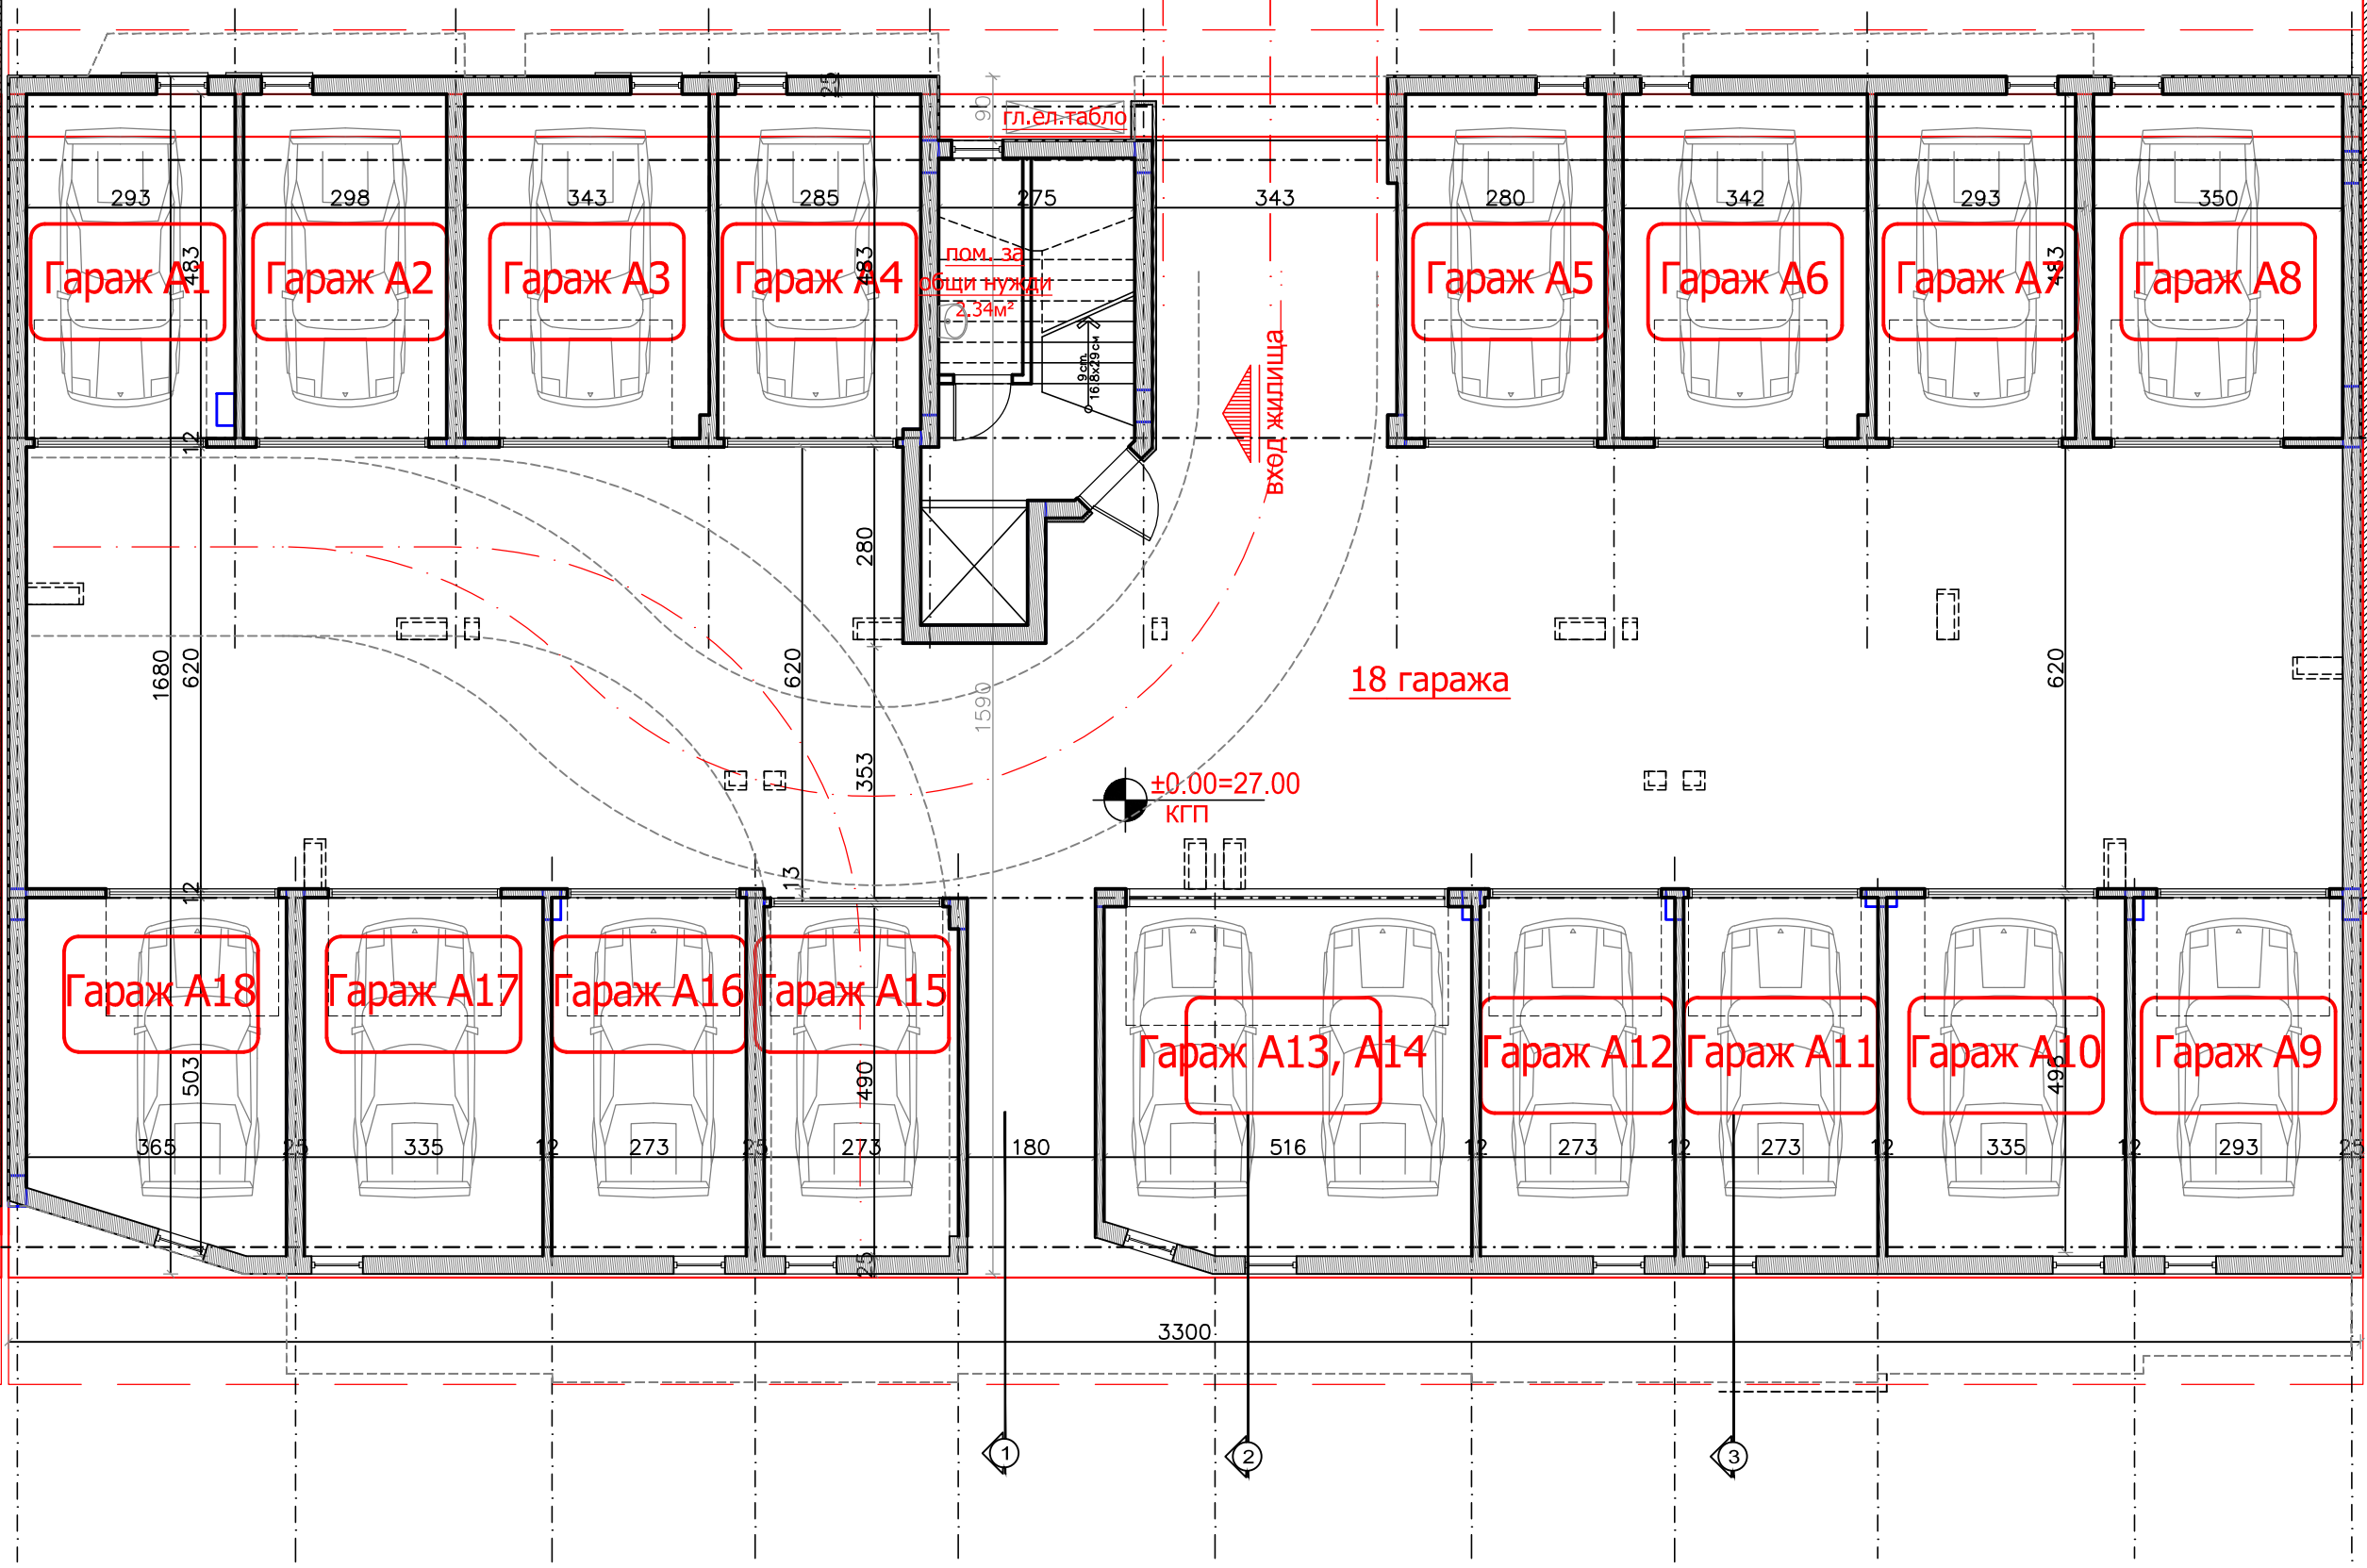 25
90
гл.ел.табло
293
298
343
285
275
343
280
342
293
350
483
483
483
Гараж А1
Гараж А2
Гараж А3
Гараж А4
пом. за
общи нужди
2.34м²
Гараж А5
Гараж А6
Гараж А7
Гараж А8
9cm.
16.8x29см
вход жилища
12
280
1680
620
620
1590
620
18 гаража
353
±0.00=27.00
КГП
13
12
Гараж А18
Гараж А17
Гараж А16
Гараж А15
Гараж А13, А14
Гараж А12
Гараж А11
Гараж А10
Гараж А9
503
490
498
365
25
335
12
273
25
273
180
516
12
273
12
273
12
335
12
293
25
25
3300
1
2
3